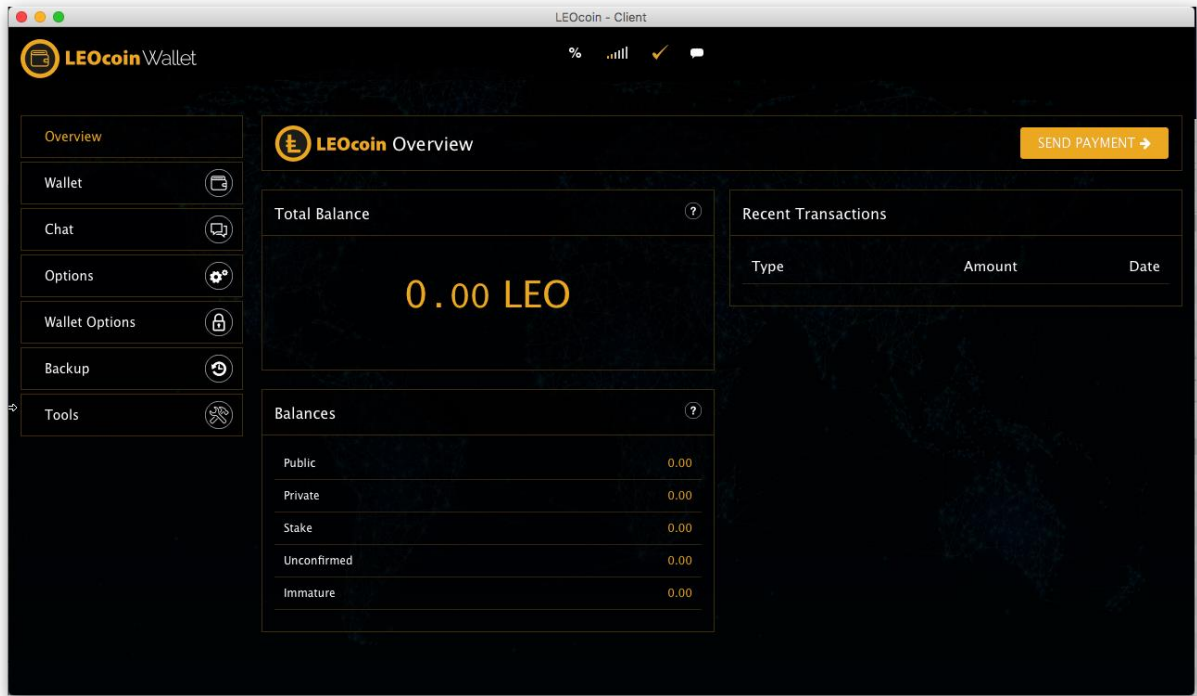 LEOcoin - Client
LEOcoin Wallet
%
Overview
Wallet
Chat
Options
Wallet Options
Backup
Tools
LEOcoin Overview
SEND PAYMENT
Total Balance
?
0.00 LEO
Balances
?
Public 0.00
Private 0.00
Stake 0.00
Unconfirmed 0.00
Immature 0.00
Recent Transactions
Type Amount Date